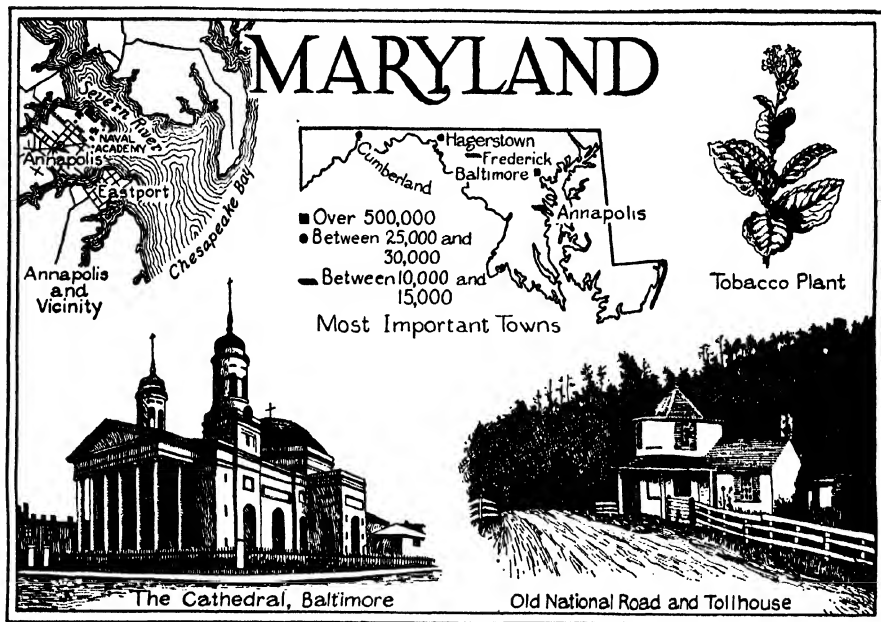 MARYLAND
Severn River
NAVAL
ACADEMY
Annapolis
Eastport
Chesapeake Bay
Annapolis
and
Vicinity
Hagerstown
Cumberland
Frederick
Baltimore
Annapolis
Over 500,000
Between 25,000 and
30,000
Between 10,000 and
15,000
Most Important Towns
Tobacco Plant
The Cathedral, Baltimore
Old National Road and Tollhouse